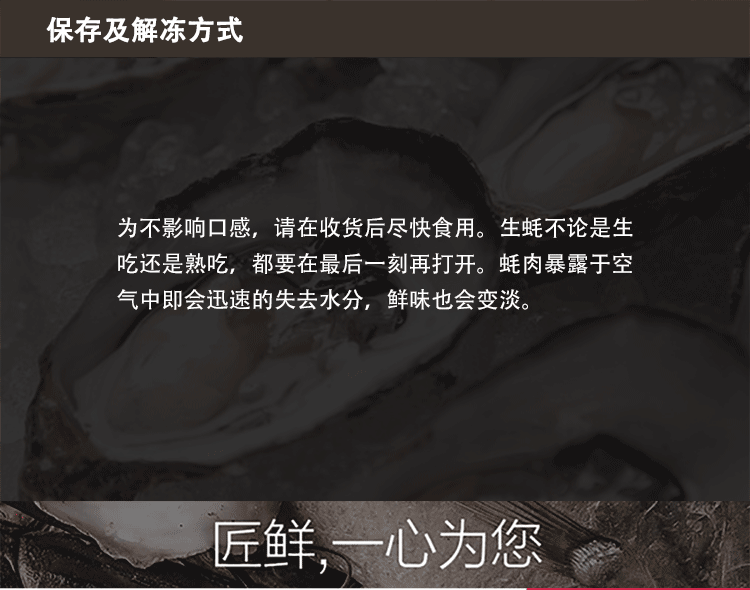 保存及解冻方式
为不影响口感，请在收货后尽快食用。生蚝不论是生
吃还是熟吃，都要在最后一刻再打开。蚝肉暴露于空
气中即会迅速的失去水分，鲜味也会变淡。
匠鲜,一心为您